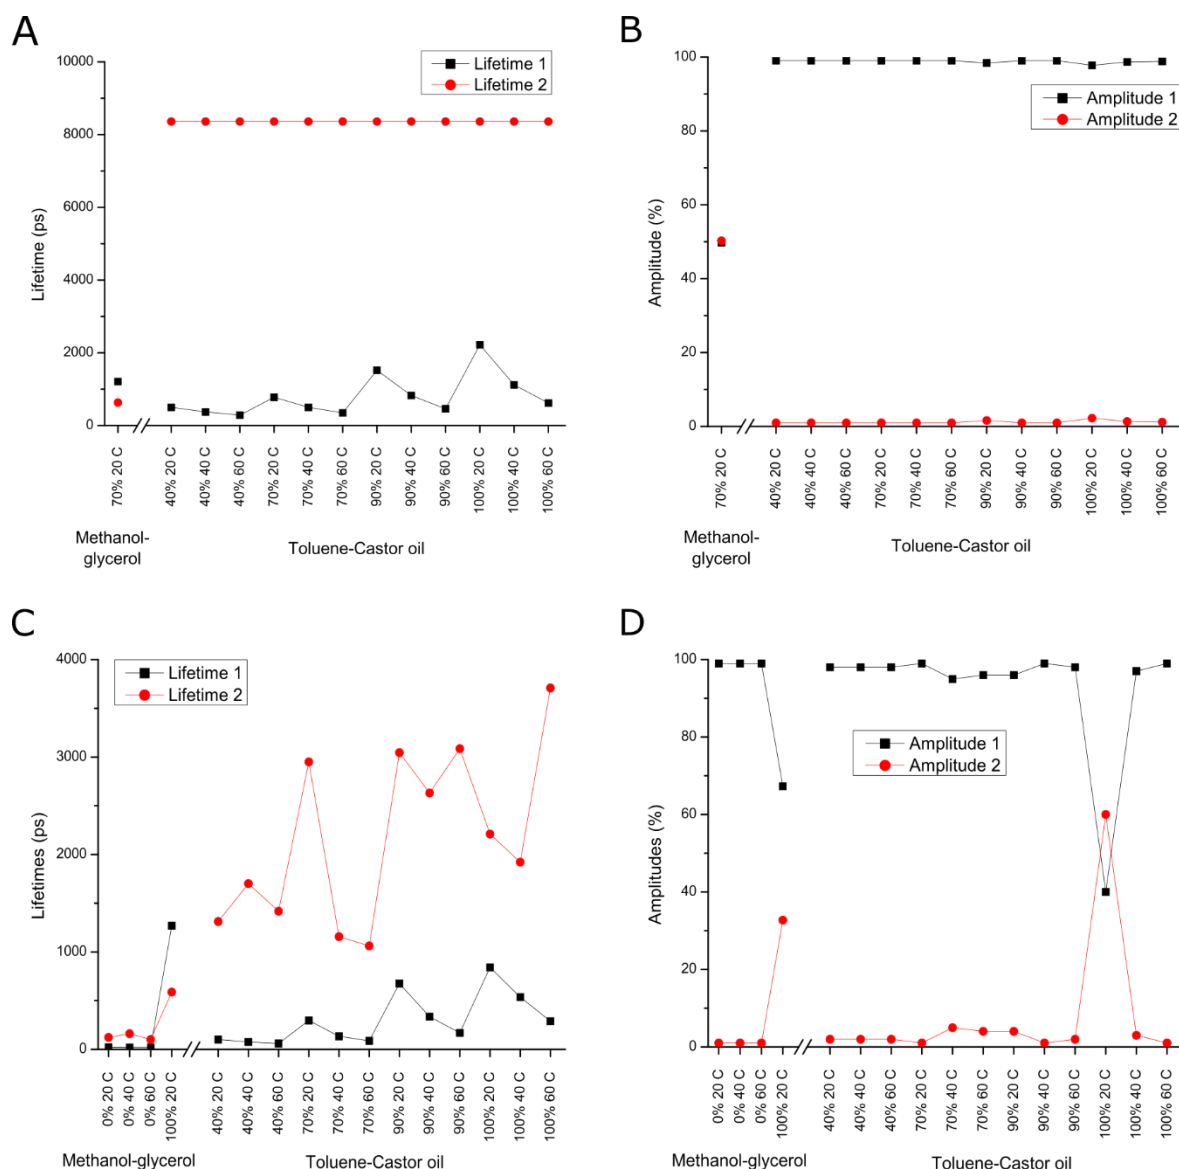 A
10000
8000
6000
4000
2000
0
Lifetime (ps)
Lifetime 1
Lifetime 2
70% 20 C
40% 20 C
40% 40 C
40% 60 C
70% 20 C
70% 40 C
70% 60 C
90% 20 C
90% 40 C
90% 60 C
100% 20 C
100% 40 C
100% 60 C
Methanol-
glycerol
Toluene-Castor oil
B
100
80
60
40
20
0
Amplitude (%)
Amplitude 1
Amplitude 2
70% 20 C
40% 20 C
40% 40 C
40% 60 C
70% 20 C
70% 40 C
70% 60 C
90% 20 C
90% 40 C
90% 60 C
100% 20 C
100% 40 C
100% 60 C
Methanol-
glycerol
Toluene-Castor oil
C
4000
3000
2000
1000
0
Lifetimes (ps)
Lifetime 1
Lifetime 2
0% 20 C
0% 40 C
0% 60 C
100% 20 C
40% 20 C
40% 40 C
40% 60 C
70% 20 C
70% 40 C
70% 60 C
90% 20 C
90% 40 C
90% 60 C
100% 20 C
100% 40 C
100% 60 C
Methanol-glycerol
Toluene-Castor oil
D
100
80
60
40
20
0
Amplitudes (%)
Amplitude 1
Amplitude 2
0% 20 C
0% 40 C
0% 60 C
100% 20 C
40% 20 C
40% 40 C
40% 60 C
70% 20 C
70% 40 C
70% 60 C
90% 20 C
90% 40 C
90% 60 C
100% 20 C
100% 40 C
100% 60 C
Methanol-glycerol
Toluene-Castor oil